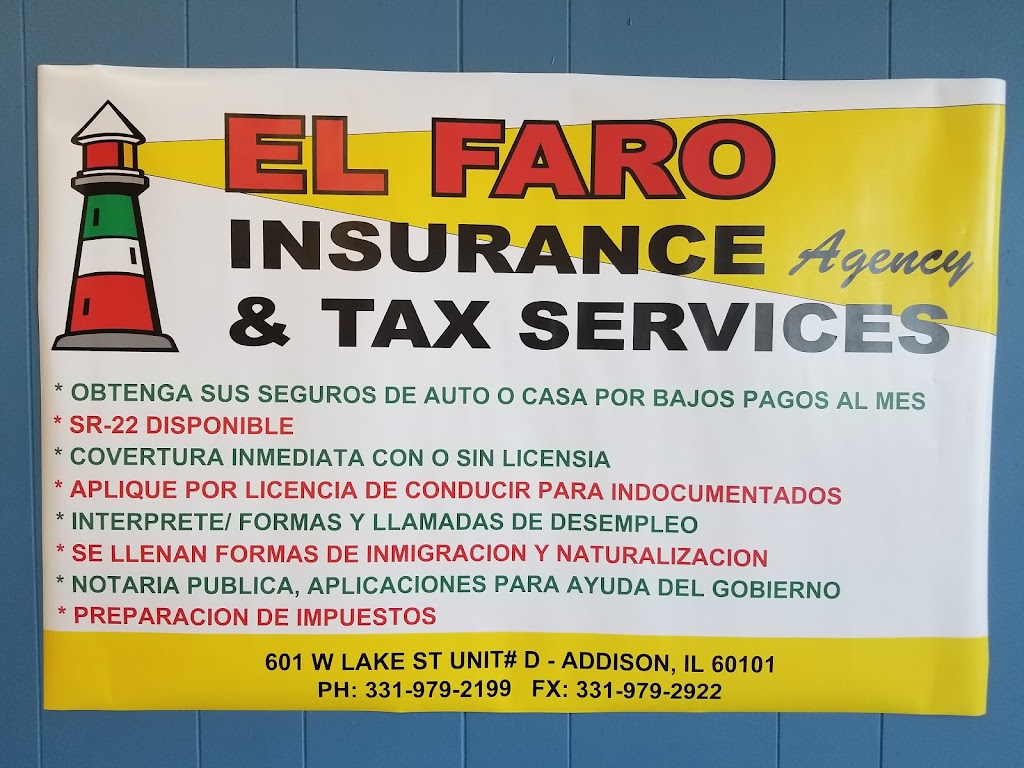 EL FARO
INSURANCE Agency
& TAX SERVICES
* OBTENGA SUS SEGUROS DE AUTO O CASA POR BAJOS PAGOS AL MES
* SR-22 DISPONIBLE
* COVERTURA INMEDIATA CON O SIN LICENSIA
* APLIQUE POR LICENCIA DE CONDUCIR PARA INDOCUMENTADOS
* INTERPRETE/ FORMAS Y LLAMADAS DE DESEMPLEO
* SE LLENAN FORMAS DE INMIGRACION Y NATURALIZACION
* NOTARIA PUBLICA, APLICACIONES PARA AYUDA DEL GOBIERNO
* PREPARACION DE IMPUESTOS
601 W LAKE ST UNIT# D - ADDISON, IL 60101
PH: 331-979-2199 FX: 331-979-2922